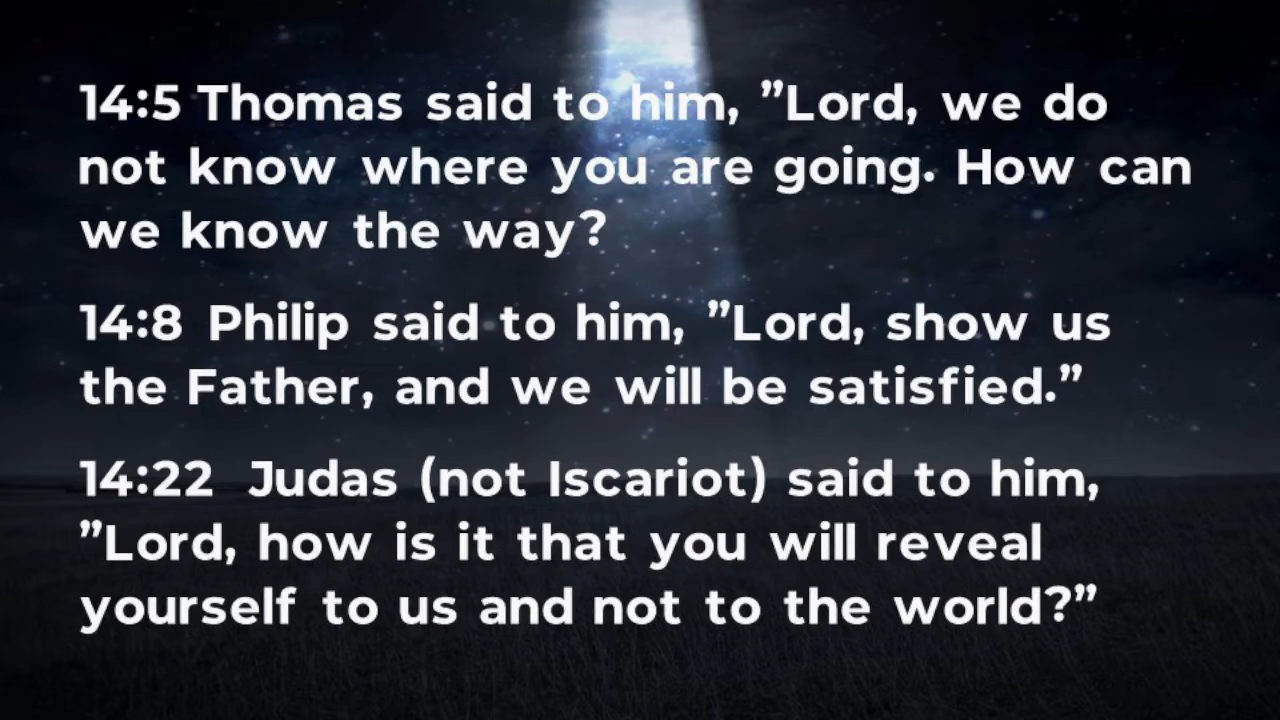 14:5 Thomas said to him, ”Lord, we do
not know where you are going. How can
we know the way?
14:8 Philip said to him, ”Lord, show us
the Father, and we will be satisfied.”
14:22 Judas (not Iscariot) said to him,
”Lord, how is it that you will reveal
yourself to us and not to the world?”